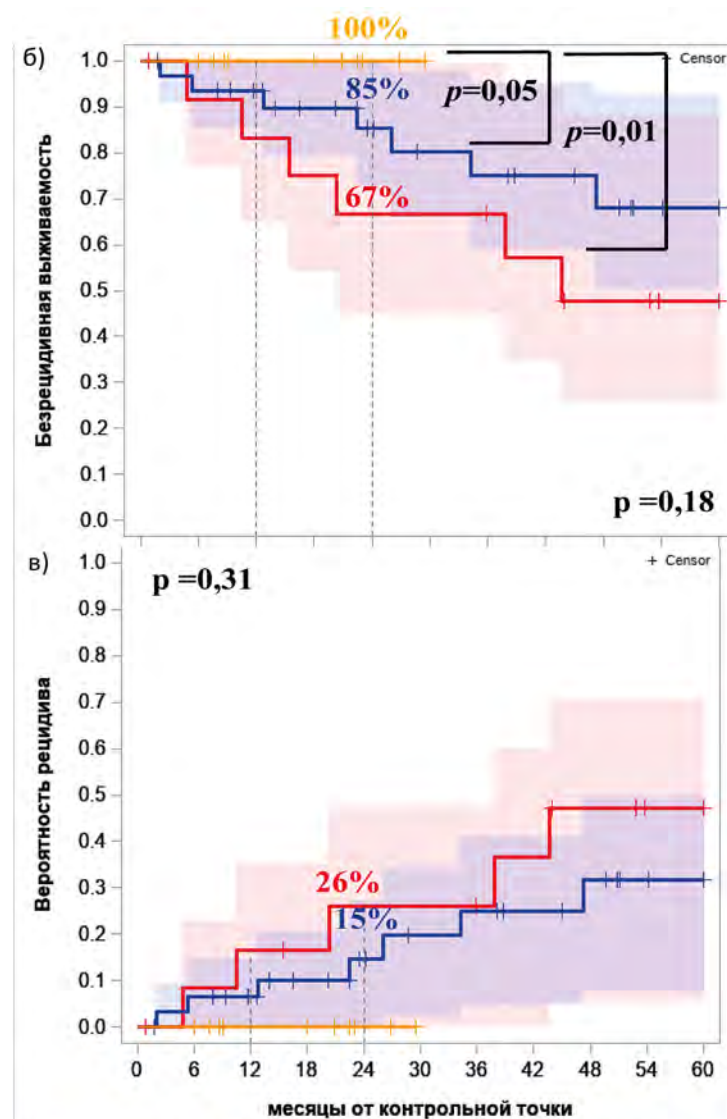 100%
б)
1.0
+ Censor
0.9
85%
p=0,05
p=0,01
0.8
0.7
67%
0.6
0.5
0.4
0.3
0.2
0.1
p =0,18
0.0
Безрецидивная выживаемость
в)
1.0
p =0,31
+ Censor
0.9
0.8
0.7
0.6
0.5
0.4
0.3
26%
0.2
15%
0.1
0.0
Вероятность рецидива
0 6 12 18 24 30 36 42 48 54 60
месяцы от контрольной точки